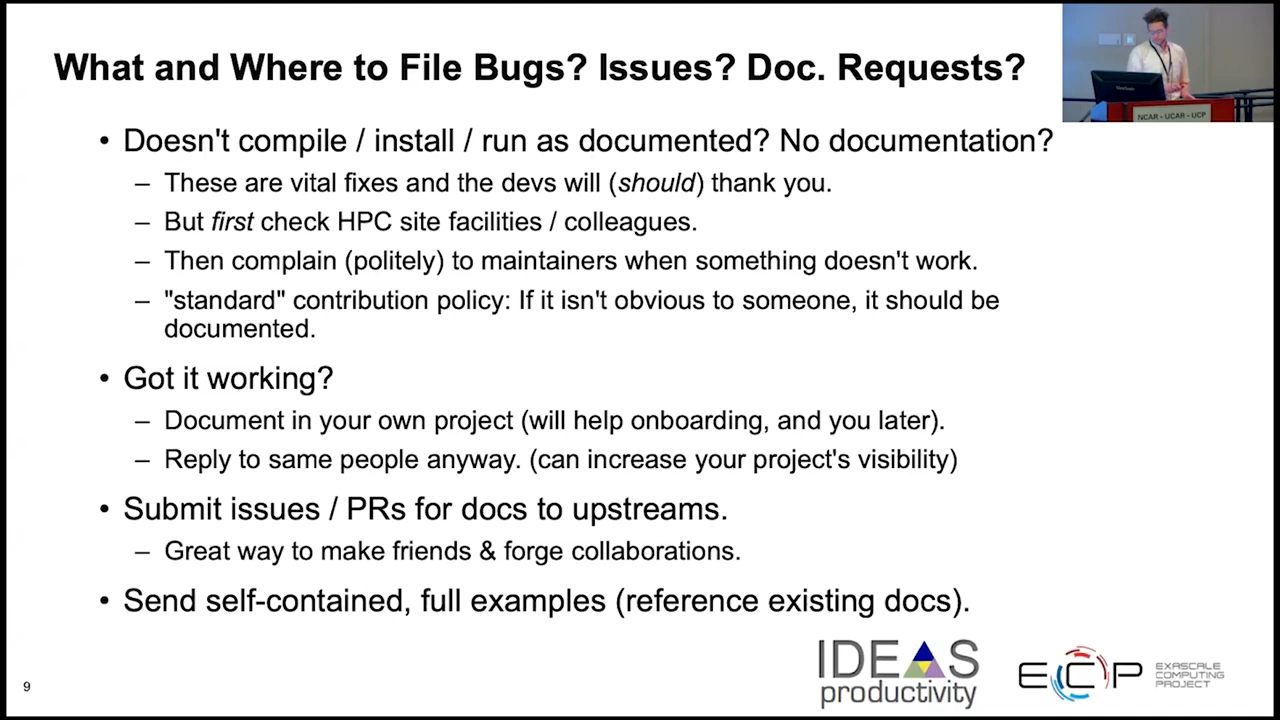 What and Where to File Bugs? Issues? Doc. Requests?
NCAR - UCAR - UCP
• Doesn't compile / install / run as documented? No documentation?
– These are vital fixes and the devs will (should) thank you.
– But first check HPC site facilities / colleagues.
– Then complain (politely) to maintainers when something doesn't work.
– "standard" contribution policy: If it isn't obvious to someone, it should be
documented.
• Got it working?
– Document in your own project (will help onboarding, and you later).
– Reply to same people anyway. (can increase your project's visibility)
• Submit issues / PRs for docs to upstreams.
– Great way to make friends & forge collaborations.
• Send self-contained, full examples (reference existing docs).
9
IDEAS
productivity
ECP
EXASCALE
COMPUTING
PROJECT